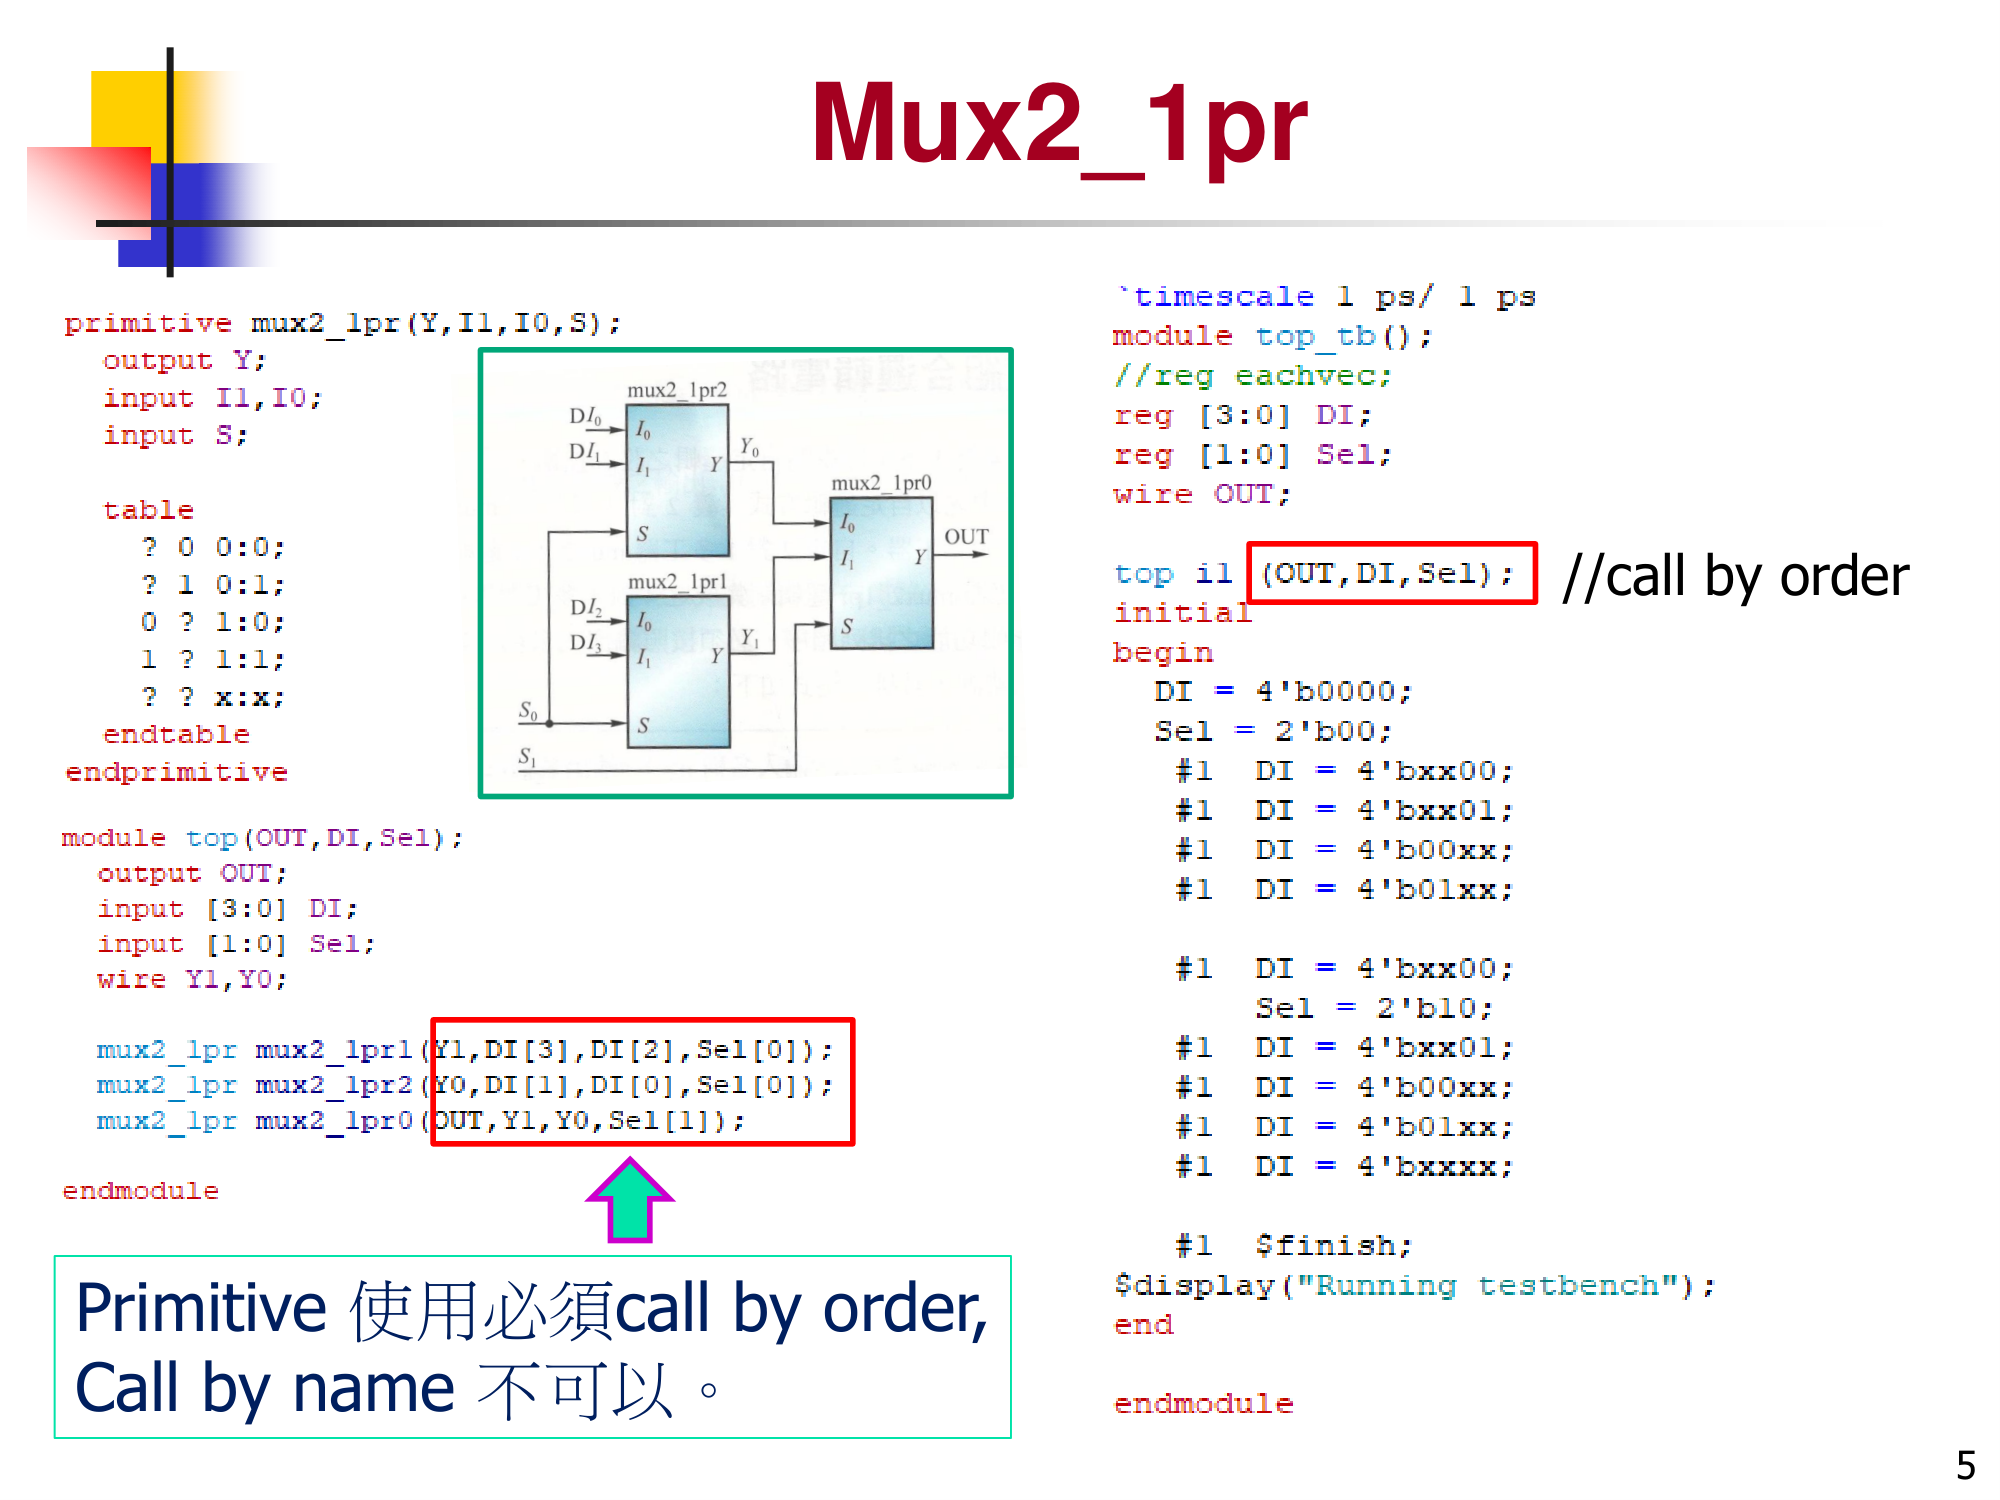 Mux2_1pr
primitive mux2_1pr(Y,I1,I0,S);
output Y;
input I1,I0;
input S;
table
? 0 0:0;
? 1 0:1;
0 ? 1:0;
1 ? 1:1;
? ? x:x;
endtable
endprimitive
mux2_1pr2
DI0
I0
DI1
I1
Y
Y0
S
mux2_1pr0
I0
I1
Y
OUT
S
mux2_1pr1
DI2
I0
DI3
I1
Y
Y1
S0
S
S1
module top(OUT,DI,Sel);
output OUT;
input [3:0] DI;
input [1:0] Sel;
wire Y1,Y0;
mux2_1pr mux2_1pr1(Y1,DI[3],DI[2],Sel[0]);
mux2_1pr mux2_1pr2(Y0,DI[1],DI[0],Sel[0]);
mux2_1pr mux2_1pr0(OUT,Y1,Y0,Sel[1]);
endmodule
Primitive 使用必須call by order,
Call by name 不可以。
`timescale 1 ps/ 1 ps
module top_tb();
//reg eachvec;
reg [3:0] DI;
reg [1:0] Sel;
wire OUT;
top i1 (OUT,DI,Sel); //call by order
initial
begin
DI = 4'b0000;
Sel = 2'b00;
#1 DI = 4'bxx00;
#1 DI = 4'bxx01;
#1 DI = 4'b00xx;
#1 DI = 4'b01xx;
#1 DI = 4'bxx00;
Sel = 2'b10;
#1 DI = 4'bxx01;
#1 DI = 4'b00xx;
#1 DI = 4'b01xx;
#1 DI = 4'bxxxx;
#1 $finish;
$display("Running testbench");
end
endmodule
5